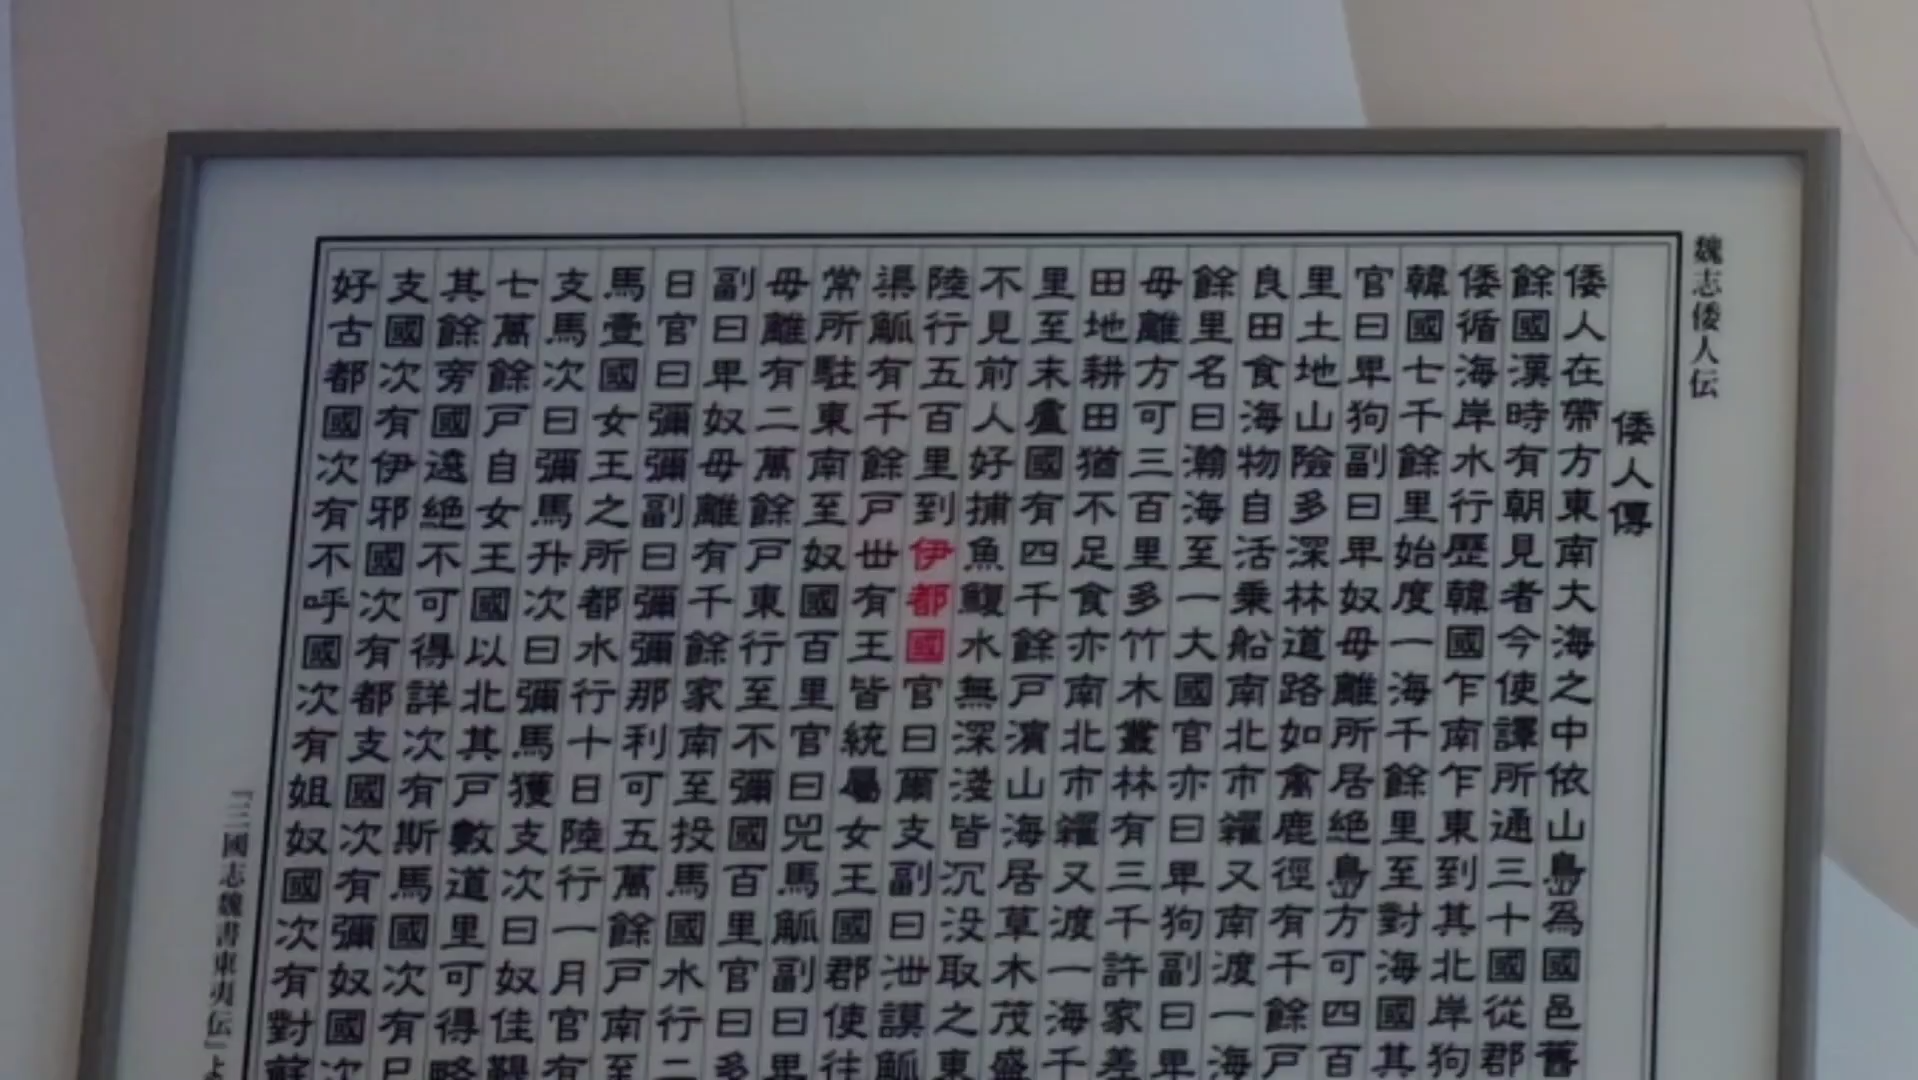 魏志倭人伝
倭人傳
倭人在帶方東南大海之中依山㠀為國邑舊
餘國漢時有朝見者今使譯所通三十國從郡
倭循海岸水行歷韓國乍南乍東到其北岸狗
韓國七千餘里始度一海千餘里至對海國其
官曰卑狗副曰卑奴毋離所居絶㠀方可四百
里土地山險多深林道路如禽鹿徑有千餘戸
良田食海物自活乗船南北市糴又南渡一海
餘里名曰瀚海至一大國官亦曰卑狗副曰卑
毋離方可三百里多竹木叢林有三千許家差
田地耕田猶不足食亦南北市糴又渡一海千
里至末盧國有四千餘戸濱山海居草木茂盛
不見前人好捕魚鰒水無深淺皆沉没取之東
陸行五百里到伊都國官曰爾支副曰泄謨觚
渠觚有千餘戸丗有王皆統屬女王國郡使往
常所駐東南至奴國百里官曰兕馬觚副曰卑
毋離有二萬餘戸東行至不彌國百里官曰多
副曰卑奴毋離有千餘家南至投馬國水行二
日官曰彌彌副曰彌彌那利可五萬餘戸南至
馬壹國女王之所都水行十日陸行一月官有
支馬次曰彌馬升次曰彌馬獲支次曰奴佳鞮
七萬餘戸自女王國以北其戸數道里可得略
其餘旁國遠絶不可得詳次有斯馬國次有巳
支國次有伊邪國次有都支國次有彌奴國次
好古都國次有不呼國次有姐奴國次有對蘇
『三國志魏書東夷伝』よ